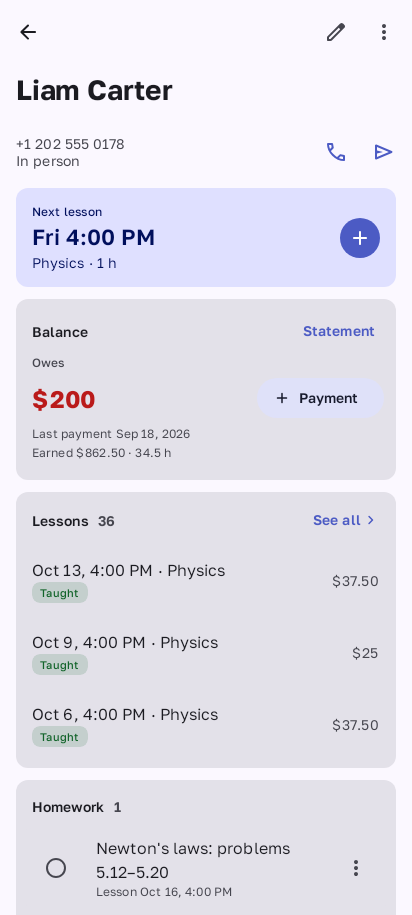 Liam Carter
+1 202 555 0178
In person
Next lesson
Fri 4:00 PM
Physics · 1 h
Balance
Statement
Owes
$200
Payment
Last payment Sep 18, 2026
Earned $862.50 · 34.5 h
Lessons 36
See all
Oct 13, 4:00 PM · Physics
Taught
$37.50
Oct 9, 4:00 PM · Physics
Taught
$25
Oct 6, 4:00 PM · Physics
Taught
$37.50
Homework 1
Newton's laws: problems
5.12–5.20
Lesson Oct 16, 4:00 PM